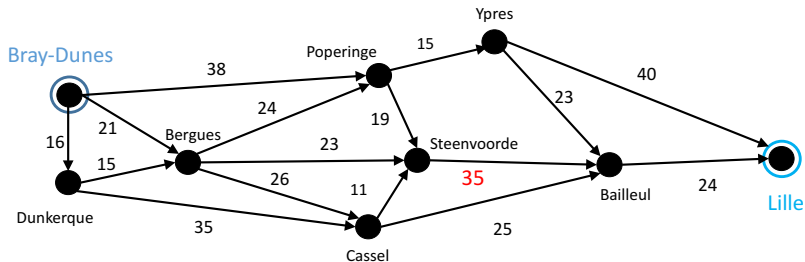 Ypres
Poperinge
15
Bray-Dunes
38
40
24
23
19
16
21
Bergues
Steenvoorde
15
23
35
26
11
24
Bailleul
Dunkerque
35
25
Lille
Cassel